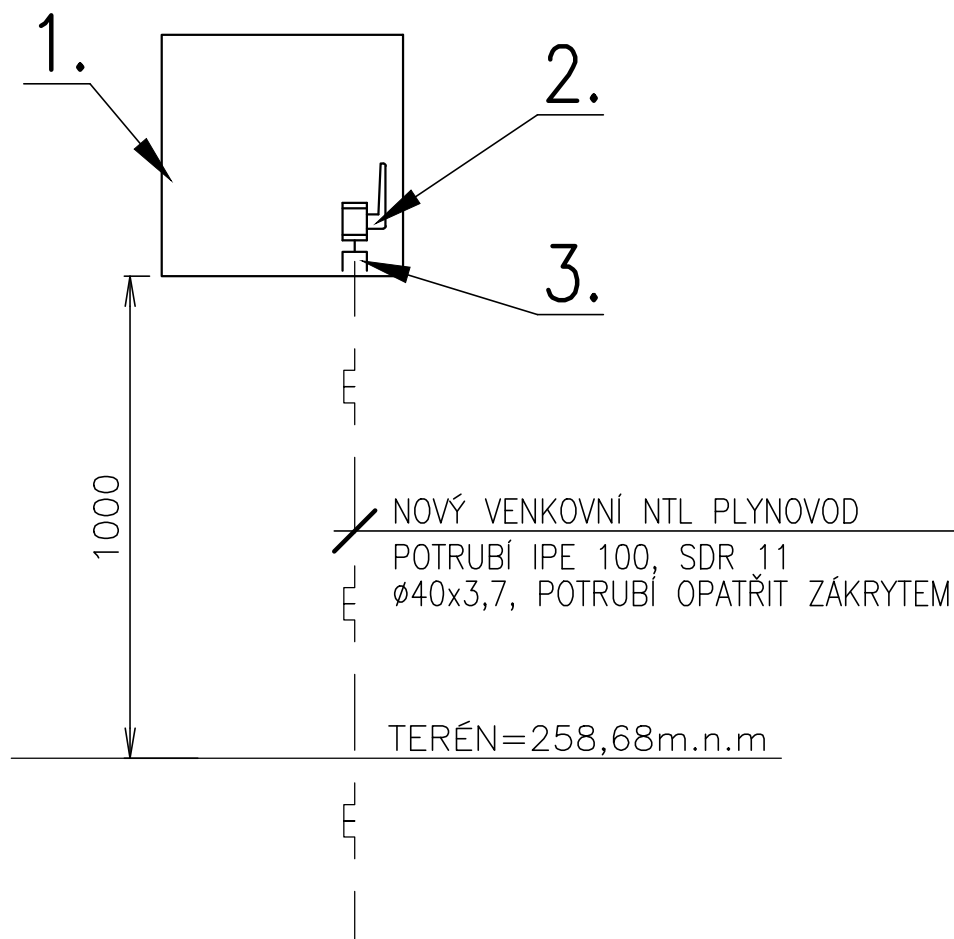 1.
2.
3.
1000
NOVÝ VENKOVNÍ NTL PLYNOVOD
POTRUBÍ IPE 100, SDR 11
ø40x3,7, POTRUBÍ OPATŘIT ZÁKRYTEM
TERÉN=258,68m.n.m